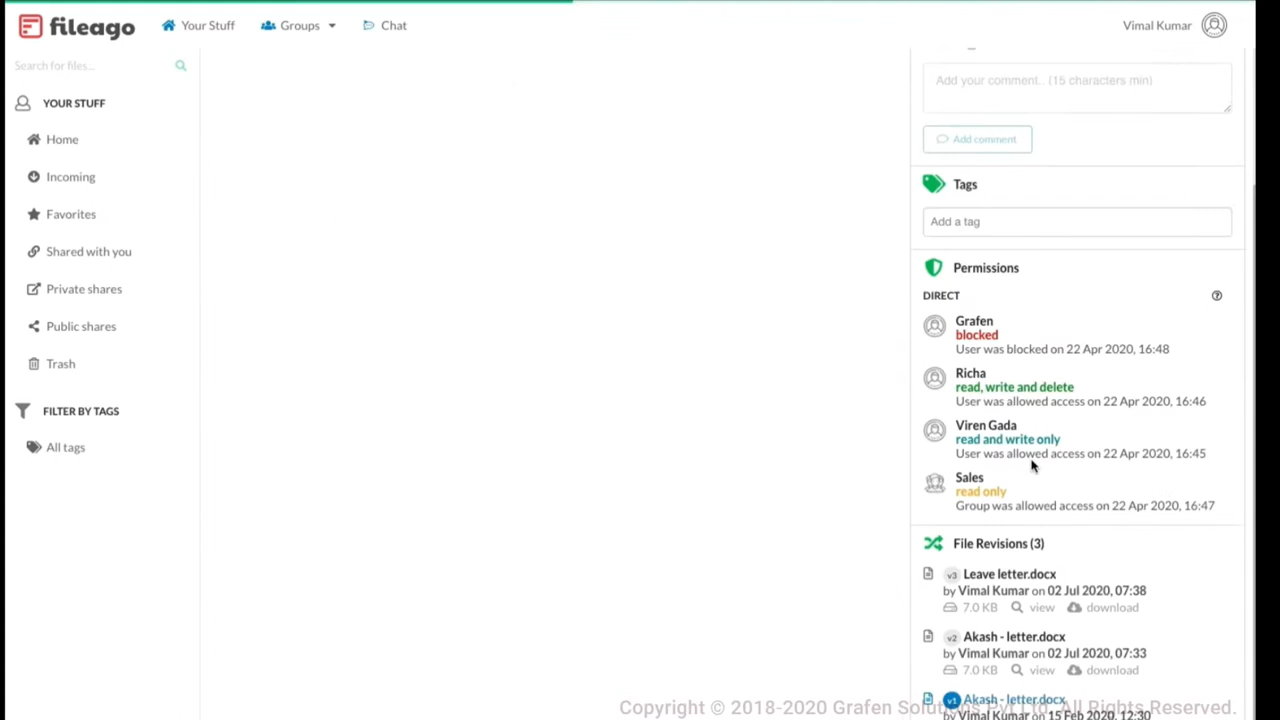 fileago
Your Stuff
Groups
Chat
Vimal Kumar
Search for files...
YOUR STUFF
Home
Incoming
Favorites
Shared with you
Private shares
Public shares
Trash
FILTER BY TAGS
All tags
Add your comment.. (15 characters min)
Add comment
Tags
Add a tag
Permissions
DIRECT
Grafen
blocked
User was blocked on 22 Apr 2020, 16:48
Richa
read, write and delete
User was allowed access on 22 Apr 2020, 16:46
Viren Gada
read and write only
User was allowed access on 22 Apr 2020, 16:45
Sales
read only
Group was allowed access on 22 Apr 2020, 16:47
File Revisions (3)
v3 Leave letter.docx
by Vimal Kumar on 02 Jul 2020, 07:38
7.0 KB view download
v2 Akash - letter.docx
by Vimal Kumar on 02 Jul 2020, 07:33
7.0 KB view download
v1 Akash - letter.docx
by Vimal Kumar on 15 Feb 2020, 12:30
Copyright © 2018-2020 Grafen Solutions Pvt Ltd. All Rights Reserved.